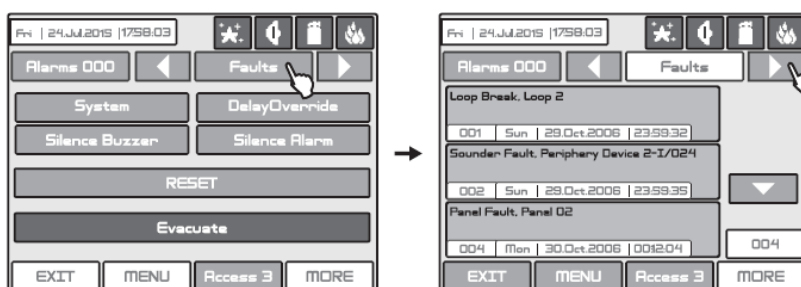 Fri | 24.Jul.2015 |17:58:03
Alarms 000
Faults
System
DelayOverride
Silence Buzzer
Silence Alarm
RESET
Evacuate
EXIT
MENU
Access 3
MORE
Fri | 24.Jul.2015 |17:58:03
Alarms 000
Faults
Loop Break, Loop 2
001 | Sun | 29.Oct.2006 | 23:59:32
Sounder Fault, Periphery Device 2-I/024
002 | Sun | 29.Oct.2006 | 23:59:35
Panel Fault, Panel 02
004 | Mon | 30.Oct.2006 | 00:12:04
004
EXIT
MENU
Access 3
MORE